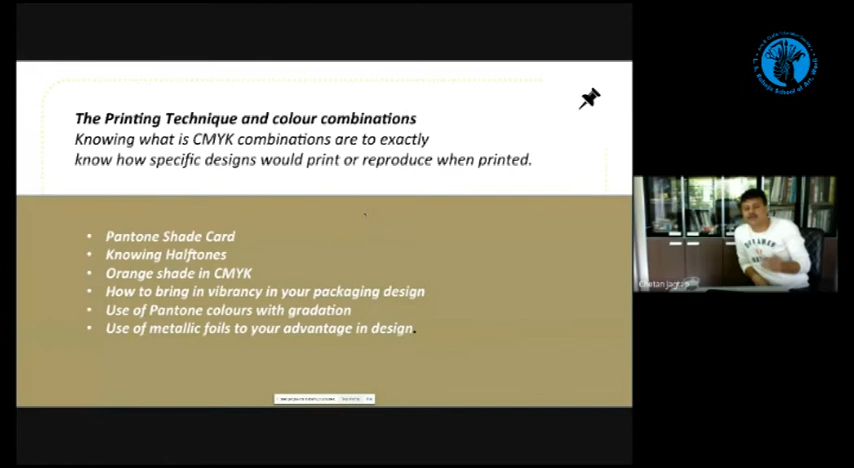 The Printing Technique and colour combinations
Knowing what is CMYK combinations are to exactly
know how specific designs would print or reproduce when printed.
• Pantone Shade Card
• Knowing Halftones
• Orange shade in CMYK
• How to bring in vibrancy in your packaging design
• Use of Pantone colours with gradation
• Use of metallic foils to your advantage in design.
Chetan Jagtap